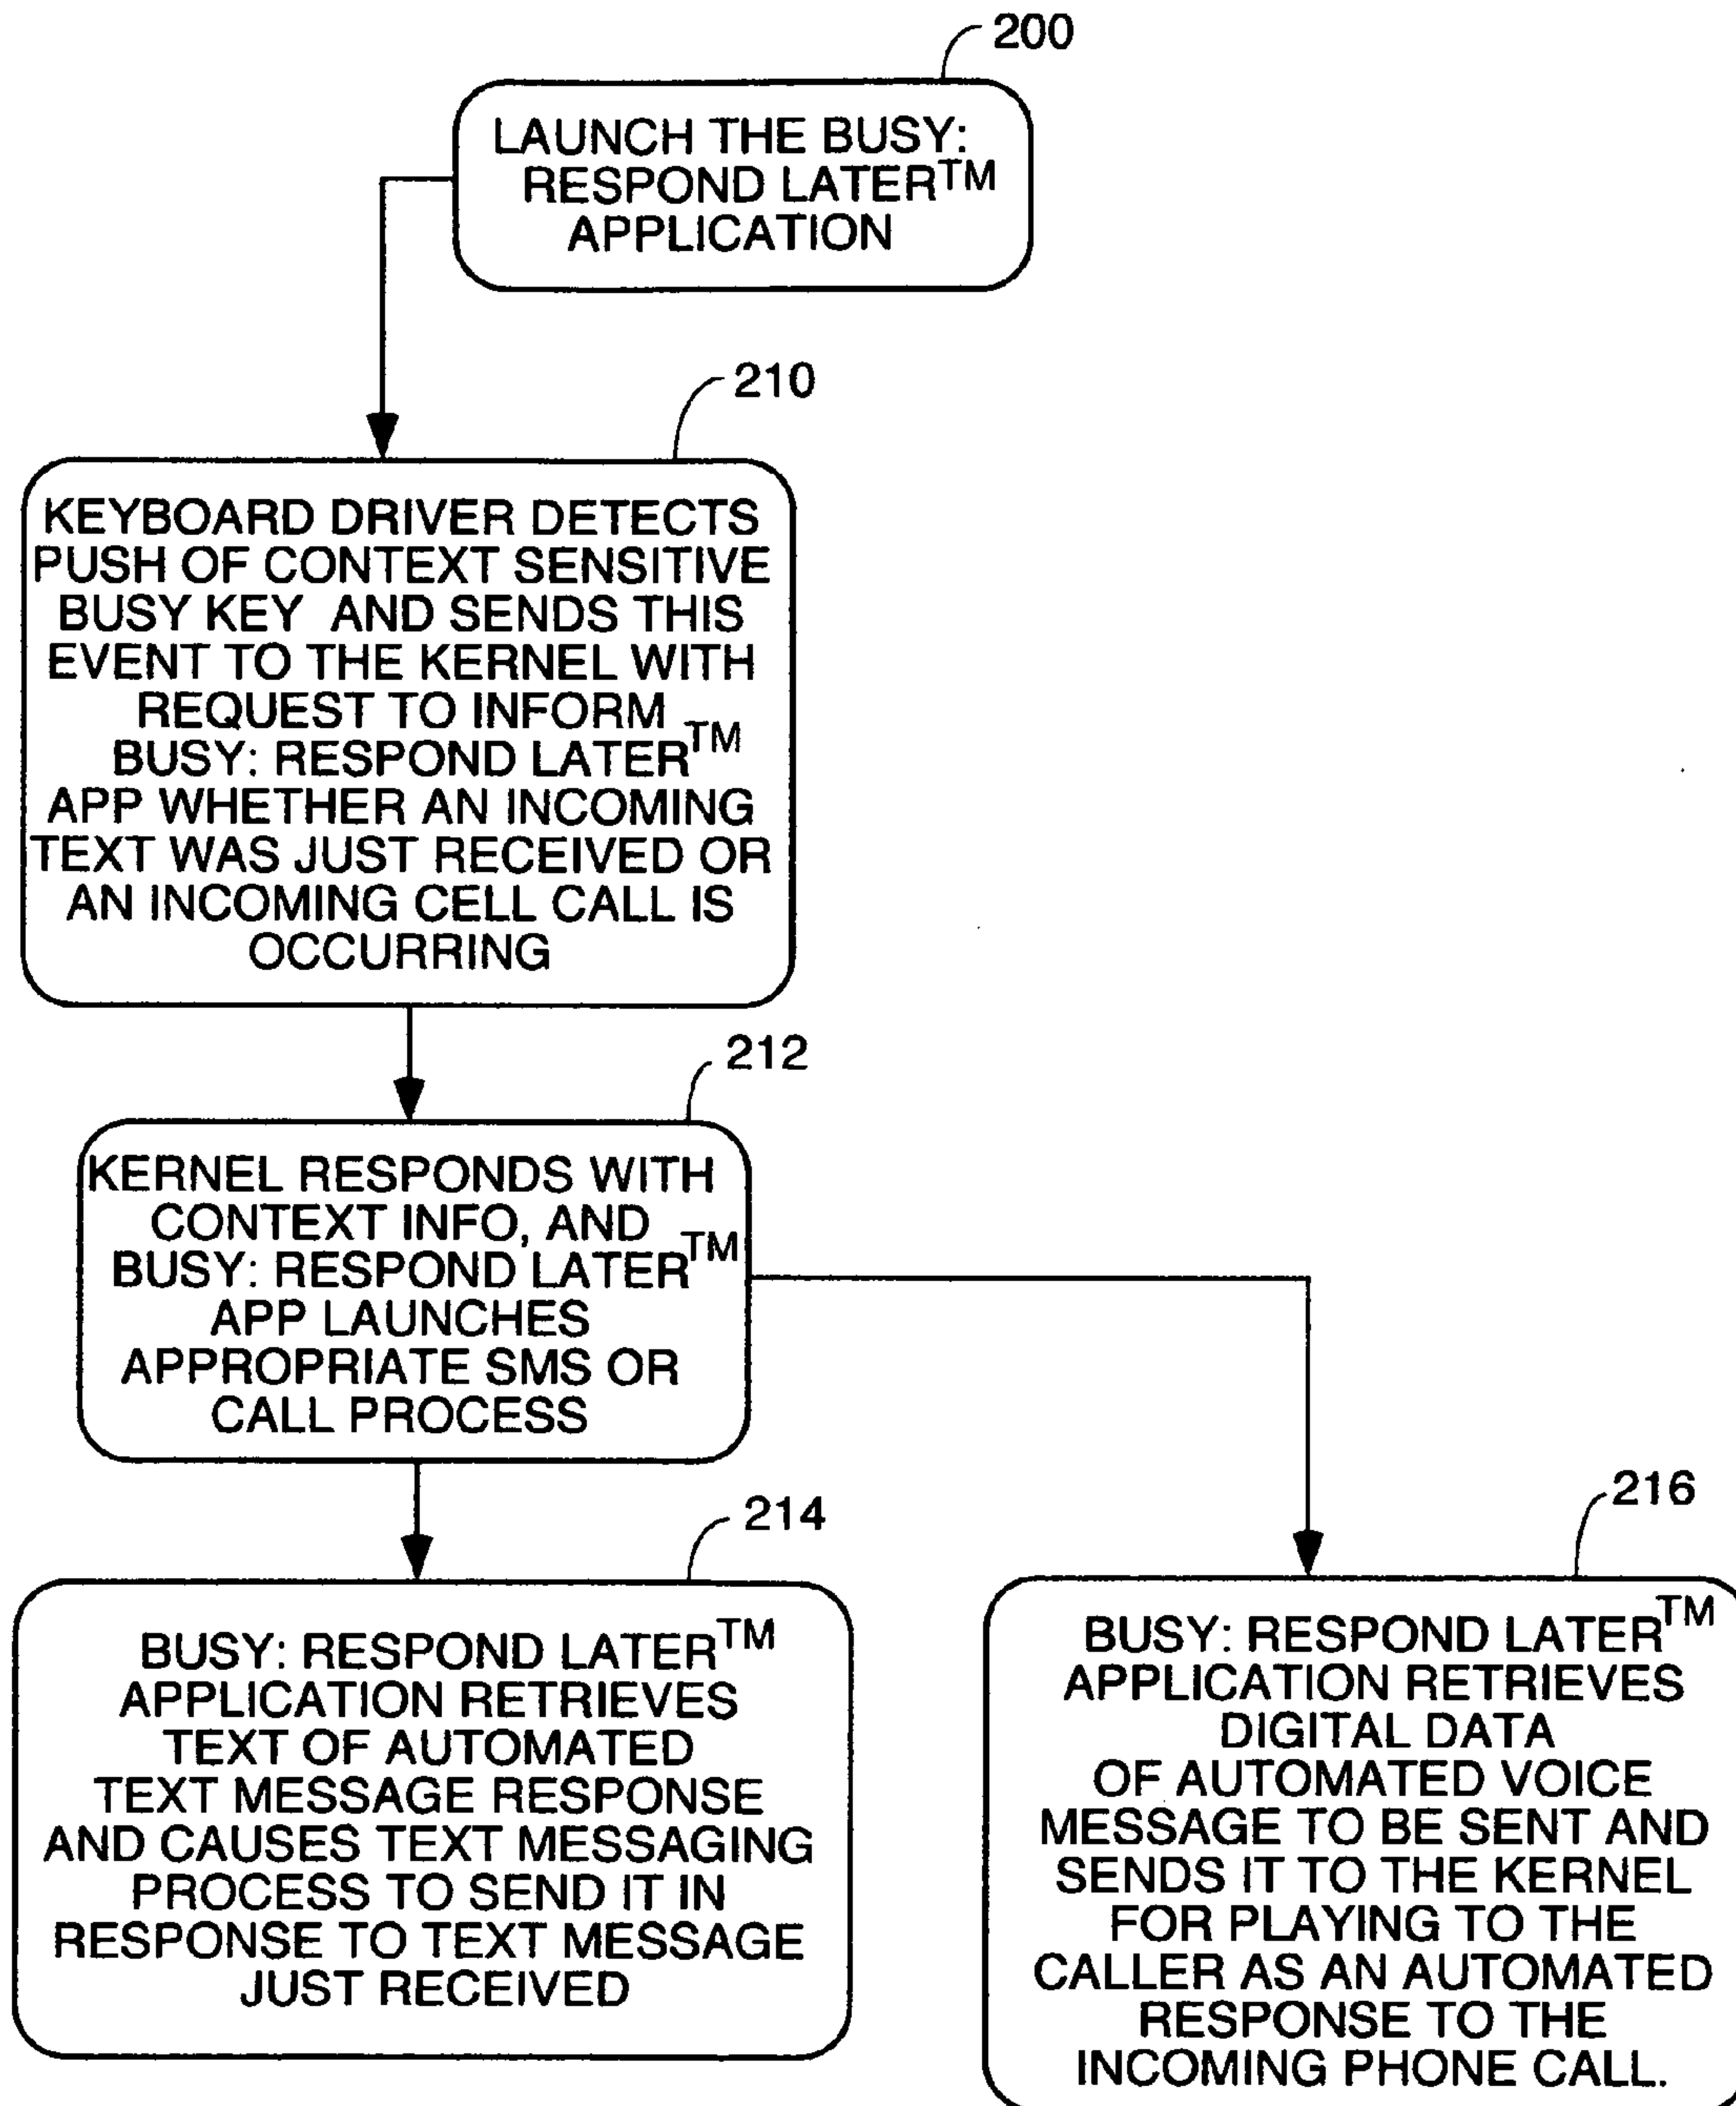 200
LAUNCH THE BUSY:
RESPOND LATER™
APPLICATION
210
KEYBOARD DRIVER DETECTS
PUSH OF CONTEXT SENSITIVE
BUSY KEY AND SENDS THIS
EVENT TO THE KERNEL WITH
REQUEST TO INFORM
BUSY: RESPOND LATER™
APP WHETHER AN INCOMING
TEXT WAS JUST RECEIVED OR
AN INCOMING CELL CALL IS
OCCURRING
212
KERNEL RESPONDS WITH
CONTEXT INFO, AND
BUSY: RESPOND LATER™
APP LAUNCHES
APPROPRIATE SMS OR
CALL PROCESS
214
BUSY: RESPOND LATER™
APPLICATION RETRIEVES
TEXT OF AUTOMATED
TEXT MESSAGE RESPONSE
AND CAUSES TEXT MESSAGING
PROCESS TO SEND IT IN
RESPONSE TO TEXT MESSAGE
JUST RECEIVED
216
BUSY: RESPOND LATER™
APPLICATION RETRIEVES
DIGITAL DATA
OF AUTOMATED VOICE
MESSAGE TO BE SENT AND
SENDS IT TO THE KERNEL
FOR PLAYING TO THE
CALLER AS AN AUTOMATED
RESPONSE TO THE
INCOMING PHONE CALL.